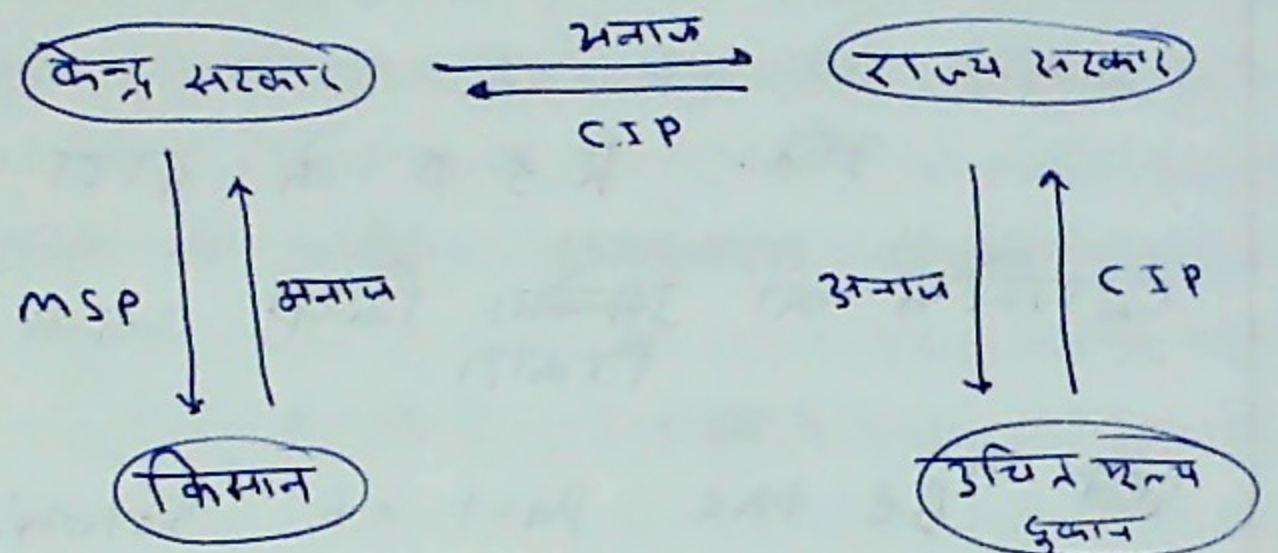 केन्द्र सरकार
अनाज
राज्य सरकार
CIP
MSP
अनाज
अनाज
CIP
किसान
उचित मूल्य
दुकान